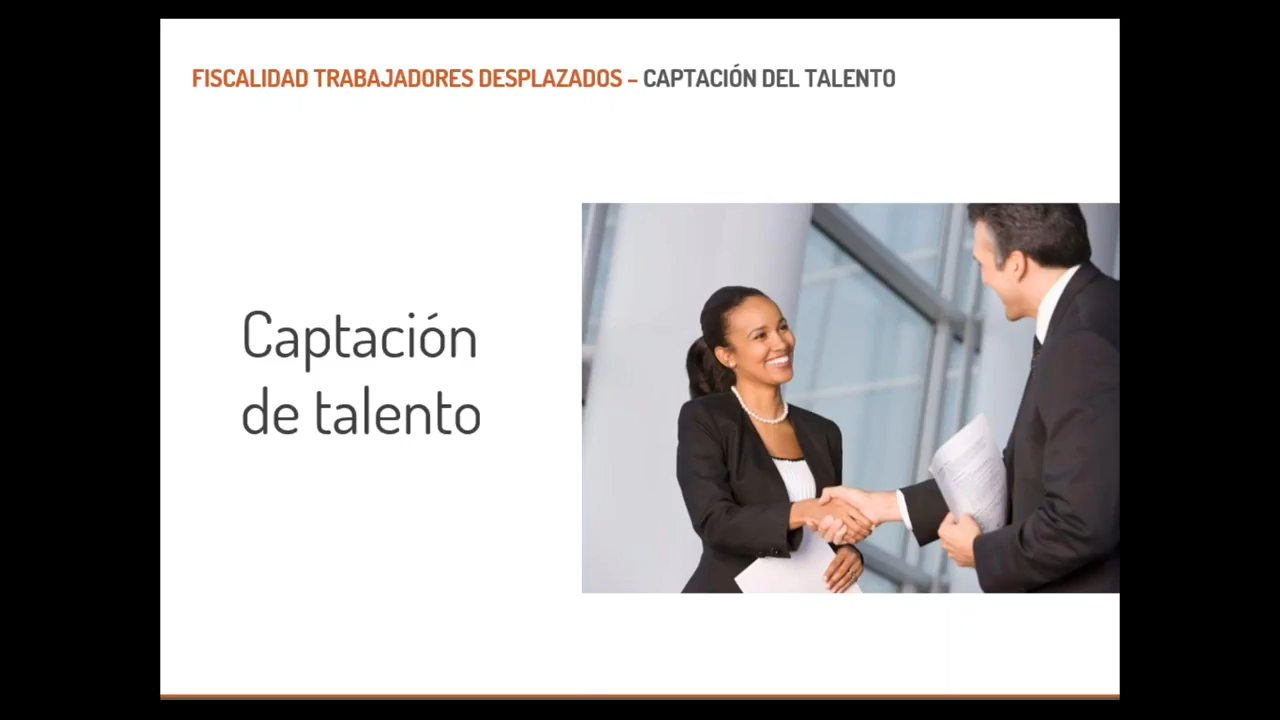 FISCALIDAD TRABAJADORES DESPLAZADOS – CAPTACIÓN DEL TALENTO
Captación
de talento